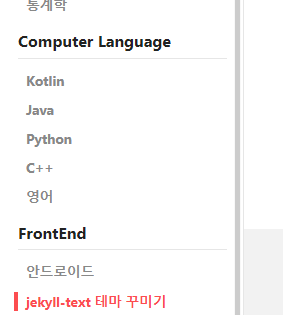 통계학
Computer Language
Kotlin
Java
Python
C++
영어
FrontEnd
안드로이드
jekyll-text 테마 꾸미기